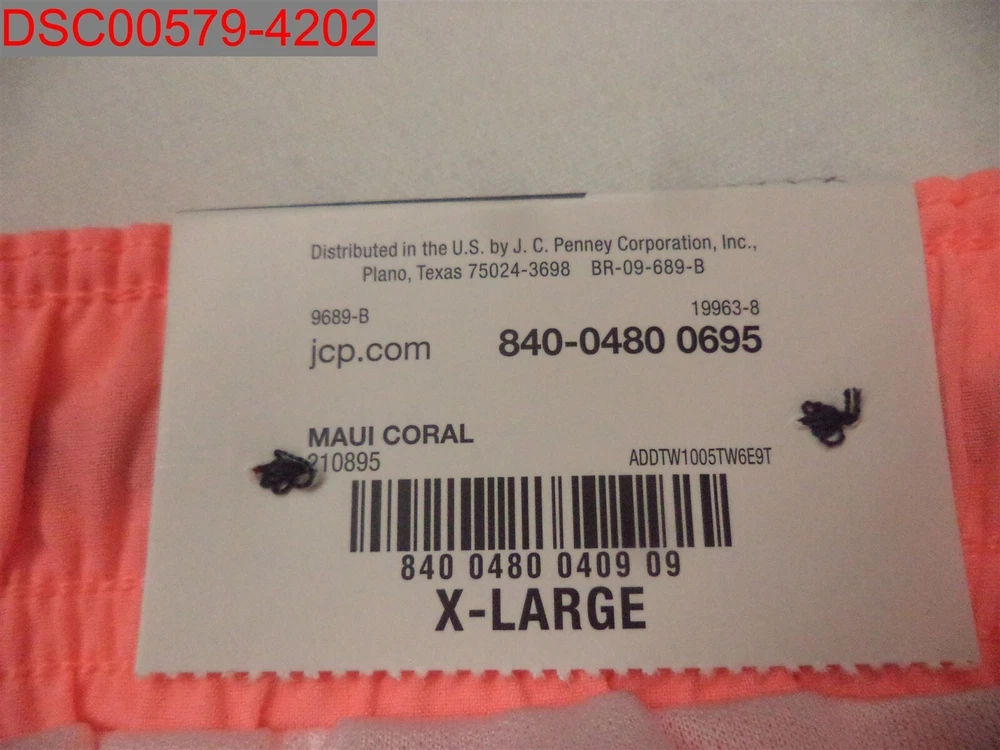 DSC00579-4202
Distributed in the U.S. by J. C. Penney Corporation, Inc.,
Plano, Texas 75024-3698 BR-09-689-B
9689-B 19963-8
jcp.com 840-0480 0695
MAUI CORAL
210895 ADDTW1005TW6E9T
840 0480 0409 09
X-LARGE